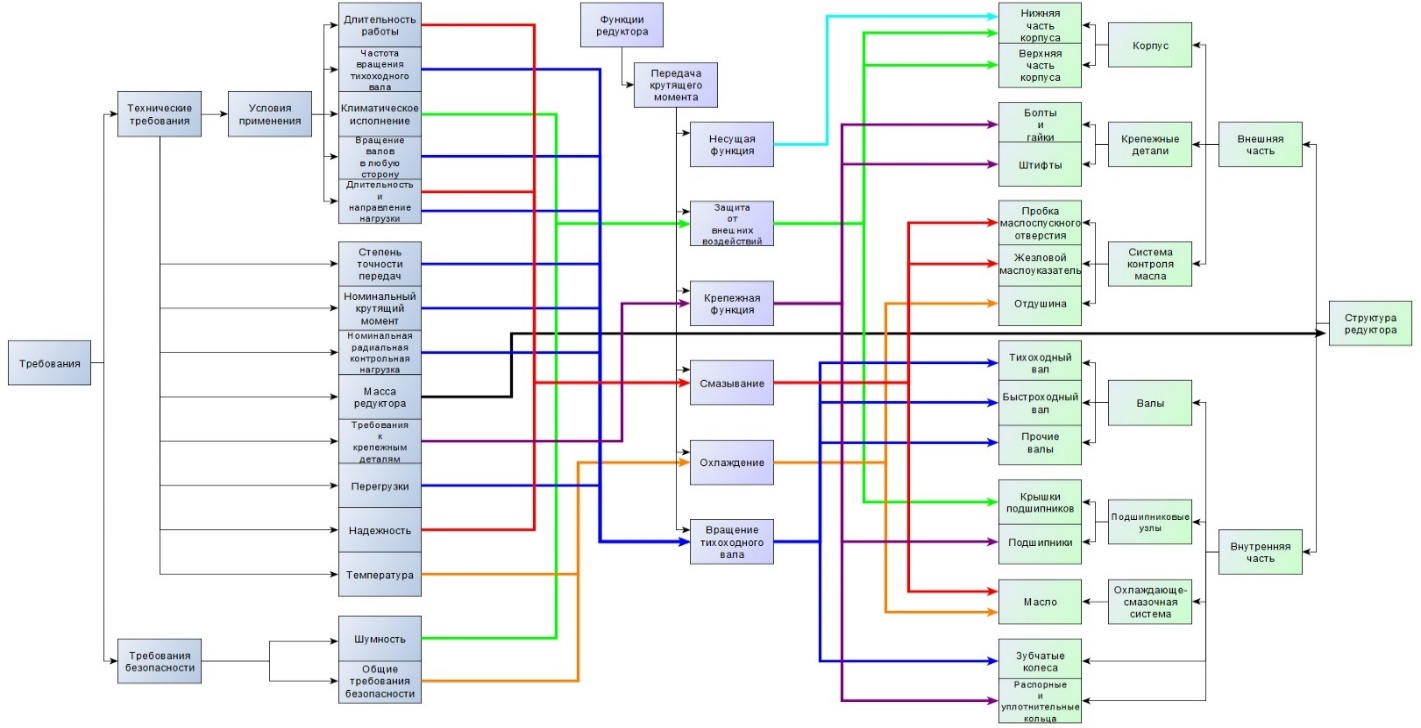 Требования
Технические
требования
Требования
безопасности
Условия
применения
Длительность
работы
Частота
вращения
тихоходного
вала
Климатическое
исполнение
Вращение
валов
в любую
сторону
Длительность
и
направление
нагрузки
Степень
точности
передач
Номинальный
крутящий
момент
Номинальная
радиальная
контрольная
нагрузка
Масса
редуктора
Требования
к
крепежным
деталям
Перегрузки
Надежность
Температура
Шумность
Общие
требования
безопасности
Функции
редуктора
Передача
крутящего
момента
Несущая
функция
Защита
от
внешних
воздействий
Крепежная
функция
Смазывание
Охлаждение
Вращение
тихоходного
вала
Нижняя
часть
корпуса
Верхняя
часть
корпуса
Болты
и
гайки
Штифты
Пробка
маслоспускного
отверстия
Жезловой
маслоуказатель
Отдушина
Тихоходный
вал
Быстроходный
вал
Прочие
валы
Крышки
подшипников
Подшипники
Масло
Зубчатые
колеса
Распорные
и
уплотнительные
кольца
Корпус
Крепежные
детали
Система
контроля
масла
Валы
Подшипниковые
узлы
Охлаждающе-
смазочная
система
Внешняя
часть
Внутренняя
часть
Структура
редуктора